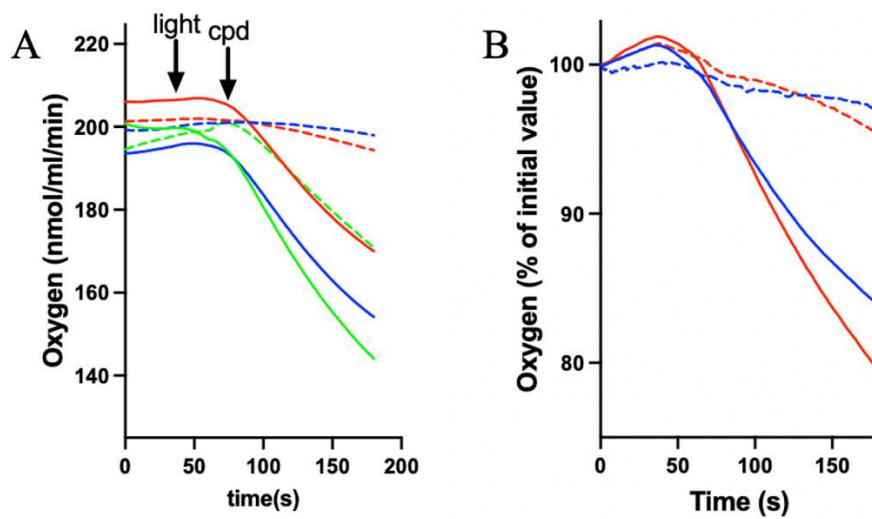 A
light
cpd
220
200
180
160
140
0
50
100
150
200
Oxygen (nmol/ml/min)
time(s)
B
100
90
80
0
50
100
150
Oxygen (% of initial value)
Time (s)